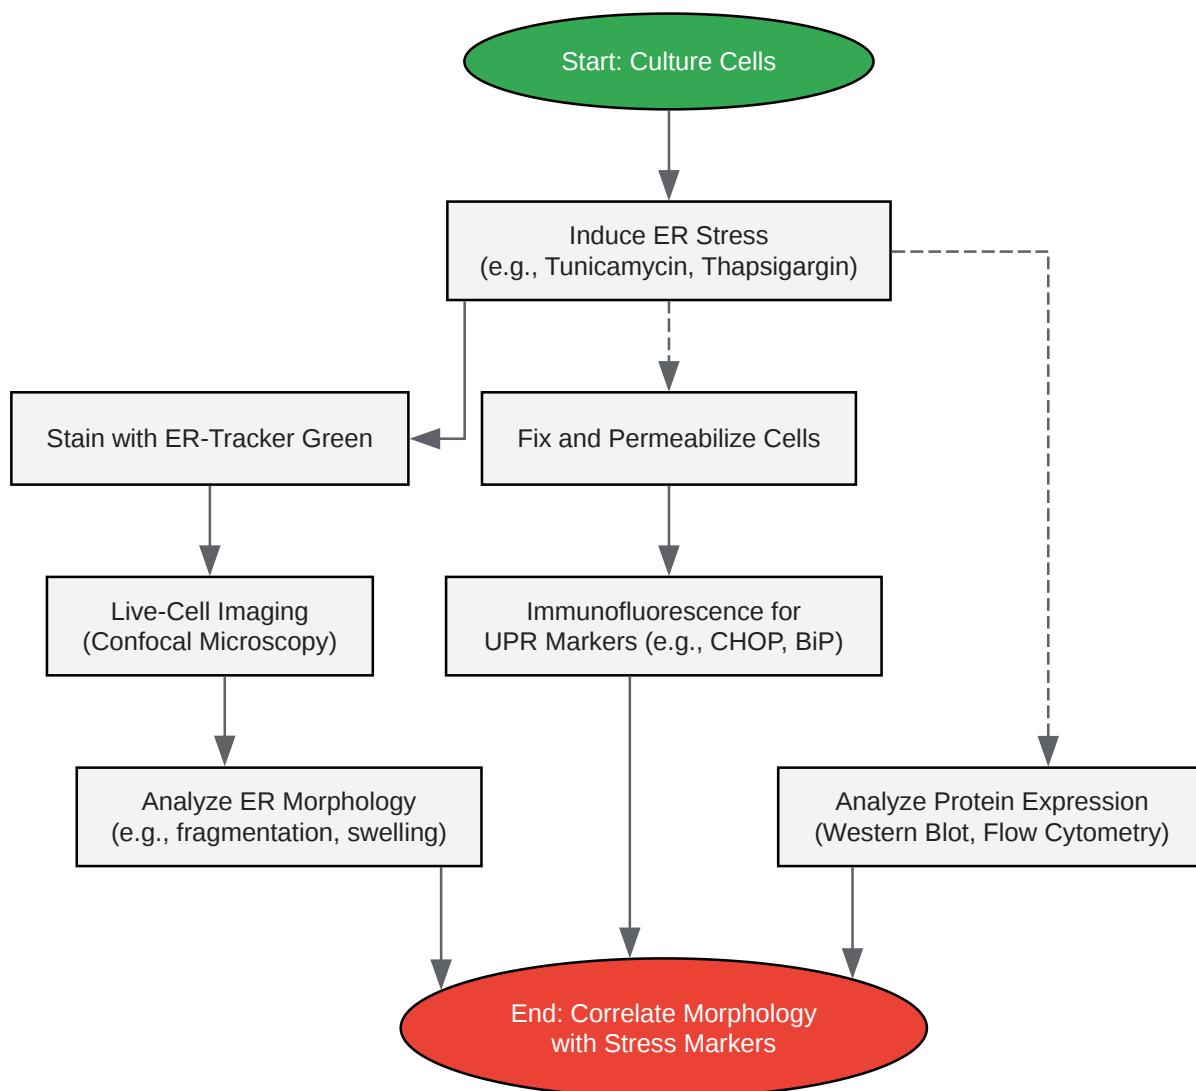 Start: Culture Cells
Induce ER Stress
(e.g., Tunicamycin, Thapsigargin)
Stain with ER-Tracker Green
Fix and Permeabilize Cells
Live-Cell Imaging
(Confocal Microscopy)
Immunofluorescence for
UPR Markers (e.g., CHOP, BiP)
Analyze ER Morphology
(e.g., fragmentation, swelling)
Analyze Protein Expression
(Western Blot, Flow Cytometry)
End: Correlate Morphology
with Stress Markers